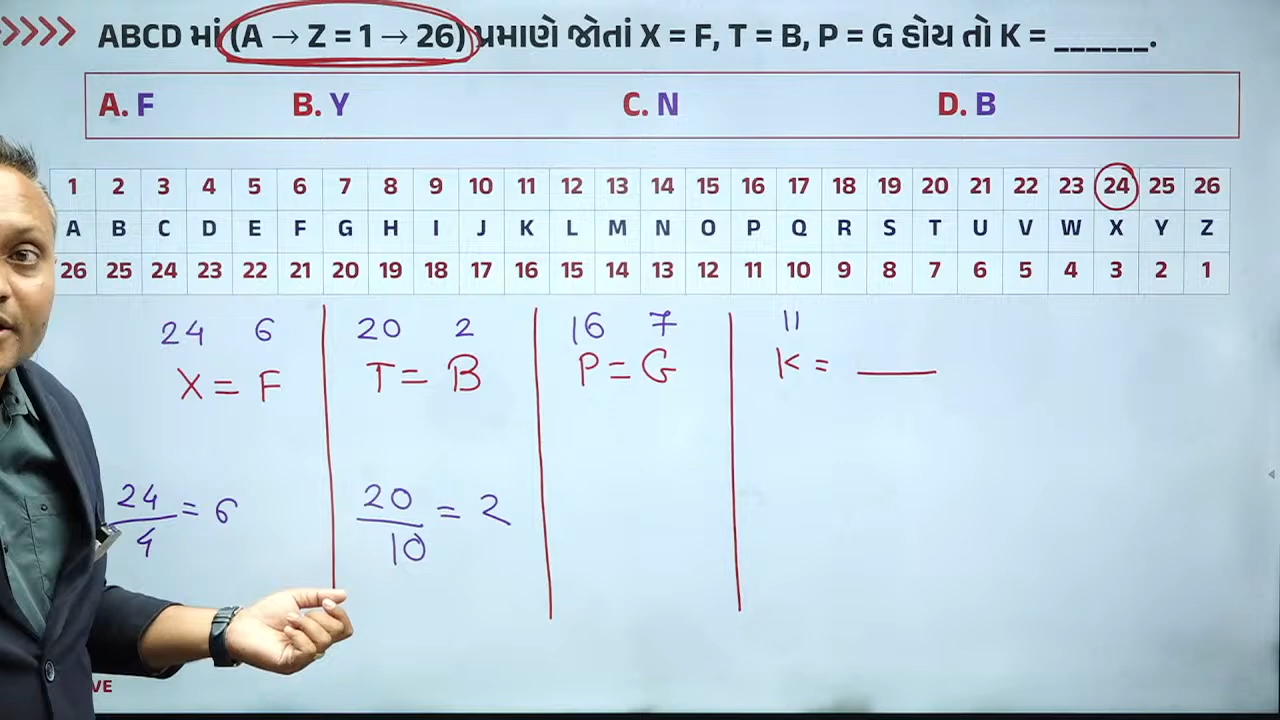 ABCD માં (A → Z = 1 → 26) પ્રમાણે જોતાં X = F, T = B, P = G હોય તો K = ______.
A. F B. Y C. N D. B
1 2 3 4 5 6 7 8 9 10 11 12 13 14 15 16 17 18 19 20 21 22 23 24 25 26
A B C D E F G H I J K L M N O P Q R S T U V W X Y Z
26 25 24 23 22 21 20 19 18 17 16 15 14 13 12 11 10 9 8 7 6 5 4 3 2 1
24 6 20 2 16 7 11
X = F T = B P = G K = ____
24/4 = 6 20/10 = 2